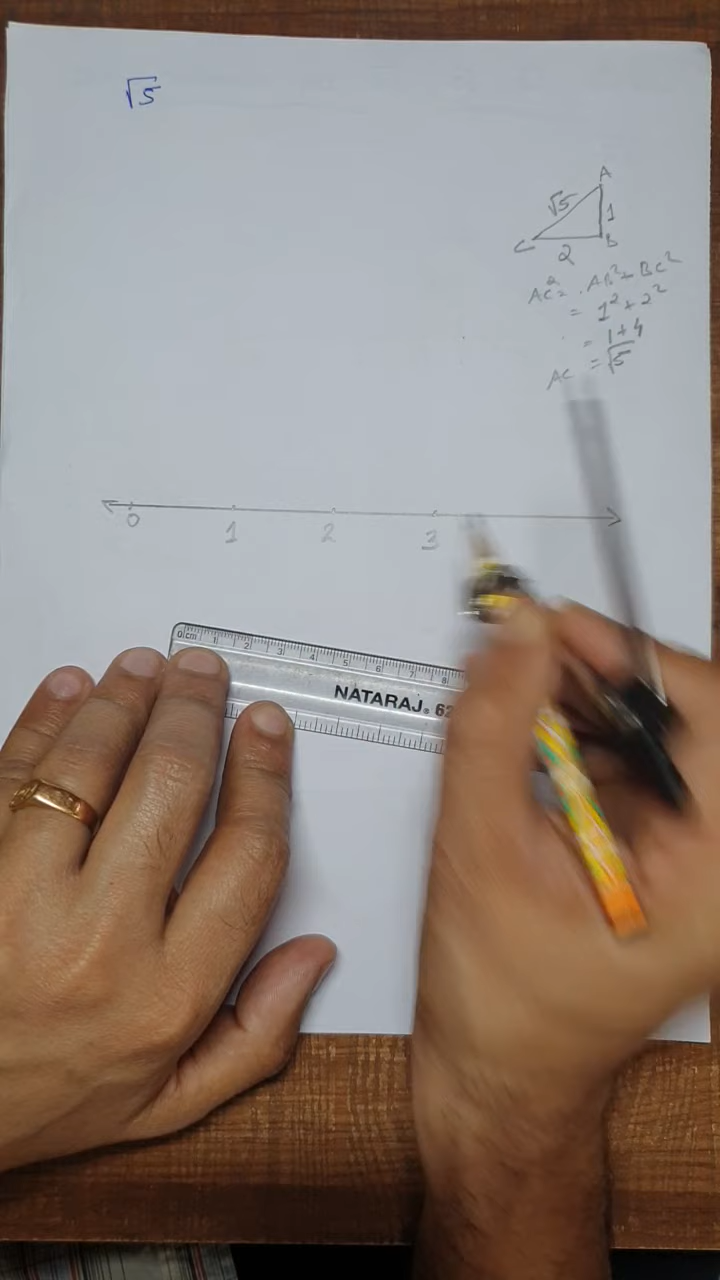 √5
A
√5 1
C 2 B
AC² = AB² + BC²
= 1² + 2²
= 1 + 4
AC = √5
0 1 2 3
0 cm 1 2 3 4 5 6 7 8
NATARAJ® 62